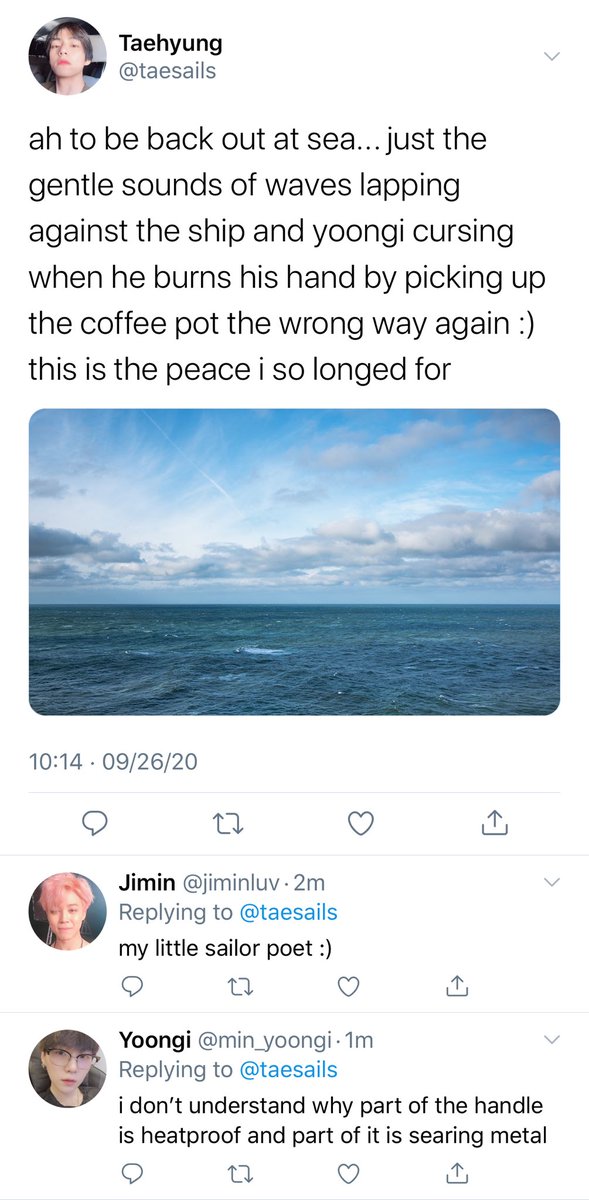 Taehyung
@taesails
ah to be back out at sea... just the
gentle sounds of waves lapping
against the ship and yoongi cursing
when he burns his hand by picking up
the coffee pot the wrong way again :)
this is the peace i so longed for
10:14 · 09/26/20
Jimin @jiminluv · 2m
Replying to @taesails
my little sailor poet :)
Yoongi @min_yoongi · 1m
Replying to @taesails
i don’t understand why part of the handle
is heatproof and part of it is searing metal